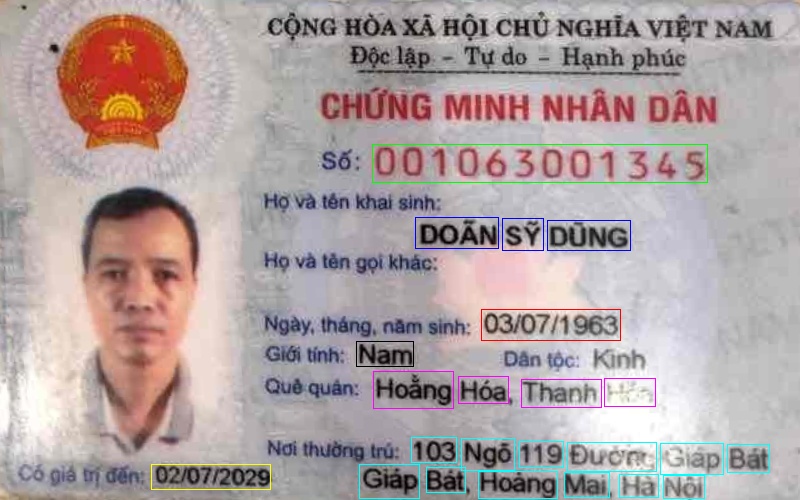 CỘNG HÒA XÃ HỘI CHỦ NGHĨA VIỆT NAM
Độc lập - Tự do - Hạnh phúc
CHỨNG MINH NHÂN DÂN
Số: 001063001345
Họ và tên khai sinh:
DOÃN SỸ DŨNG
Họ và tên gọi khác:
Ngày, tháng, năm sinh: 03/07/1963
Giới tính: Nam Dân tộc: Kinh
Quê quán: Hoằng Hóa, Thanh Hóa
Nơi thường trú: 103 Ngõ 119 Đường Giáp Bát
Giáp Bát, Hoàng Mai, Hà Nội
Có giá trị đến: 02/07/2029